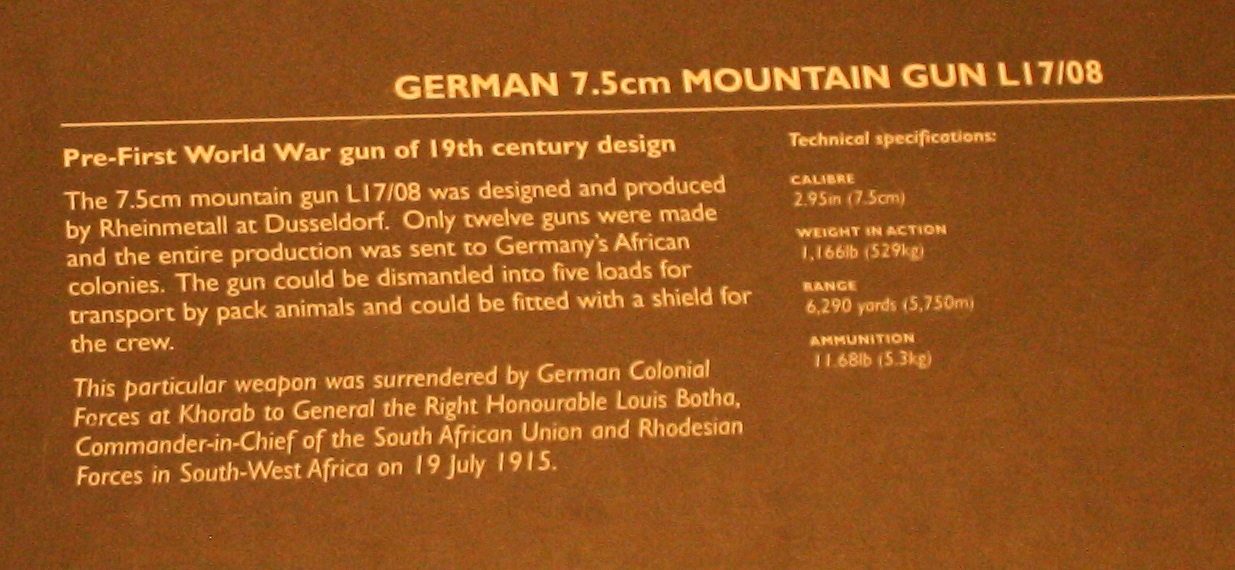 GERMAN 7.5cm MOUNTAIN GUN L17/08
Pre-First World War gun of 19th century design
The 7.5cm mountain gun L17/08 was designed and produced
by Rheinmetall at Dusseldorf. Only twelve guns were made
and the entire production was sent to Germany's African
colonies. The gun could be dismantled into five loads for
transport by pack animals and could be fitted with a shield for
the crew.
This particular weapon was surrendered by German Colonial
Forces at Khorab to General the Right Honourable Louis Botha,
Commander-in-Chief of the South African Union and Rhodesian
Forces in South-West Africa on 19 July 1915.
Technical specifications:
CALIBRE
2.95in (7.5cm)
WEIGHT IN ACTION
1,166lb (529kg)
RANGE
6,290 yards (5,750m)
AMMUNITION
11.68lb (5.3kg)